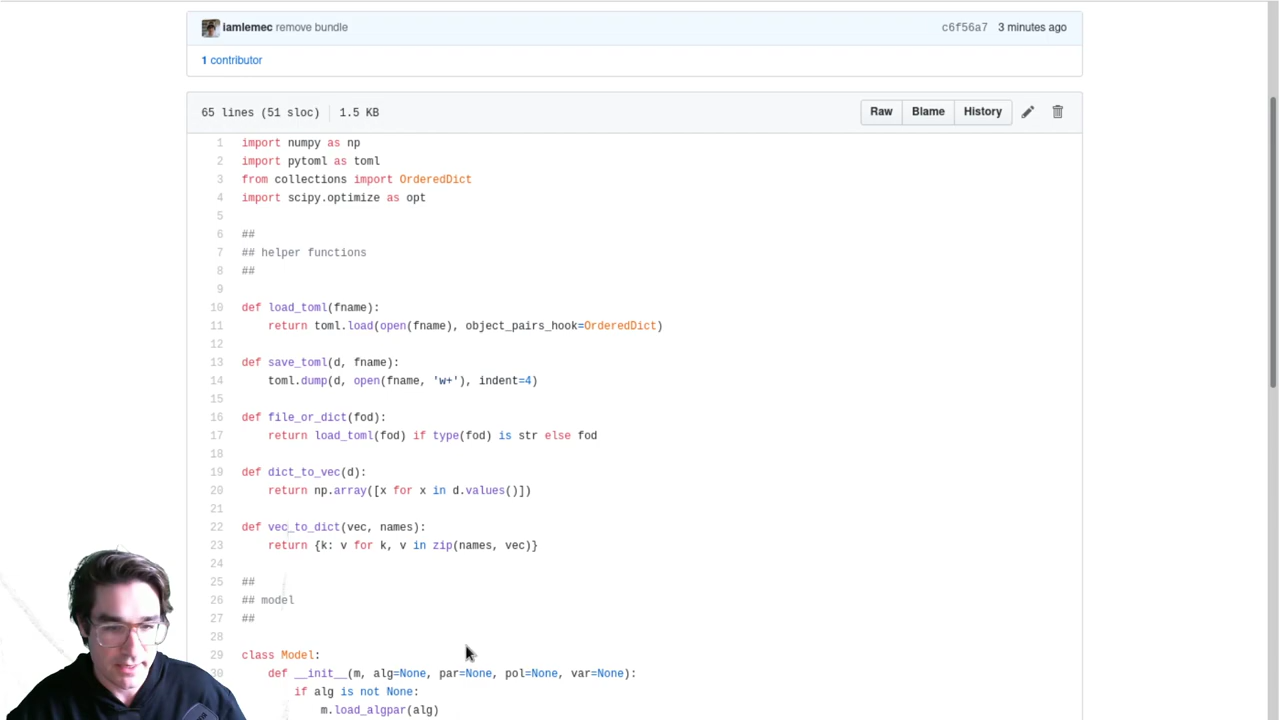 iamlemec remove bundle c6f56a7 3 minutes ago
1 contributor
65 lines (51 sloc) 1.5 KB Raw Blame History
1 import numpy as np
2 import pytoml as toml
3 from collections import OrderedDict
4 import scipy.optimize as opt
5
6 ##
7 ## helper functions
8 ##
9
10 def load_toml(fname):
11     return toml.load(open(fname), object_pairs_hook=OrderedDict)
12
13 def save_toml(d, fname):
14     toml.dump(d, open(fname, 'w+'), indent=4)
15
16 def file_or_dict(fod):
17     return load_toml(fod) if type(fod) is str else fod
18
19 def dict_to_vec(d):
20     return np.array([x for x in d.values()])
21
22 def vec_to_dict(vec, names):
23     return {k: v for k, v in zip(names, vec)}
24
25 ##
26 ## model
27 ##
28
29 class Model:
30     def __init__(m, alg=None, par=None, pol=None, var=None):
        if alg is not None:
            m.load_algpar(alg)